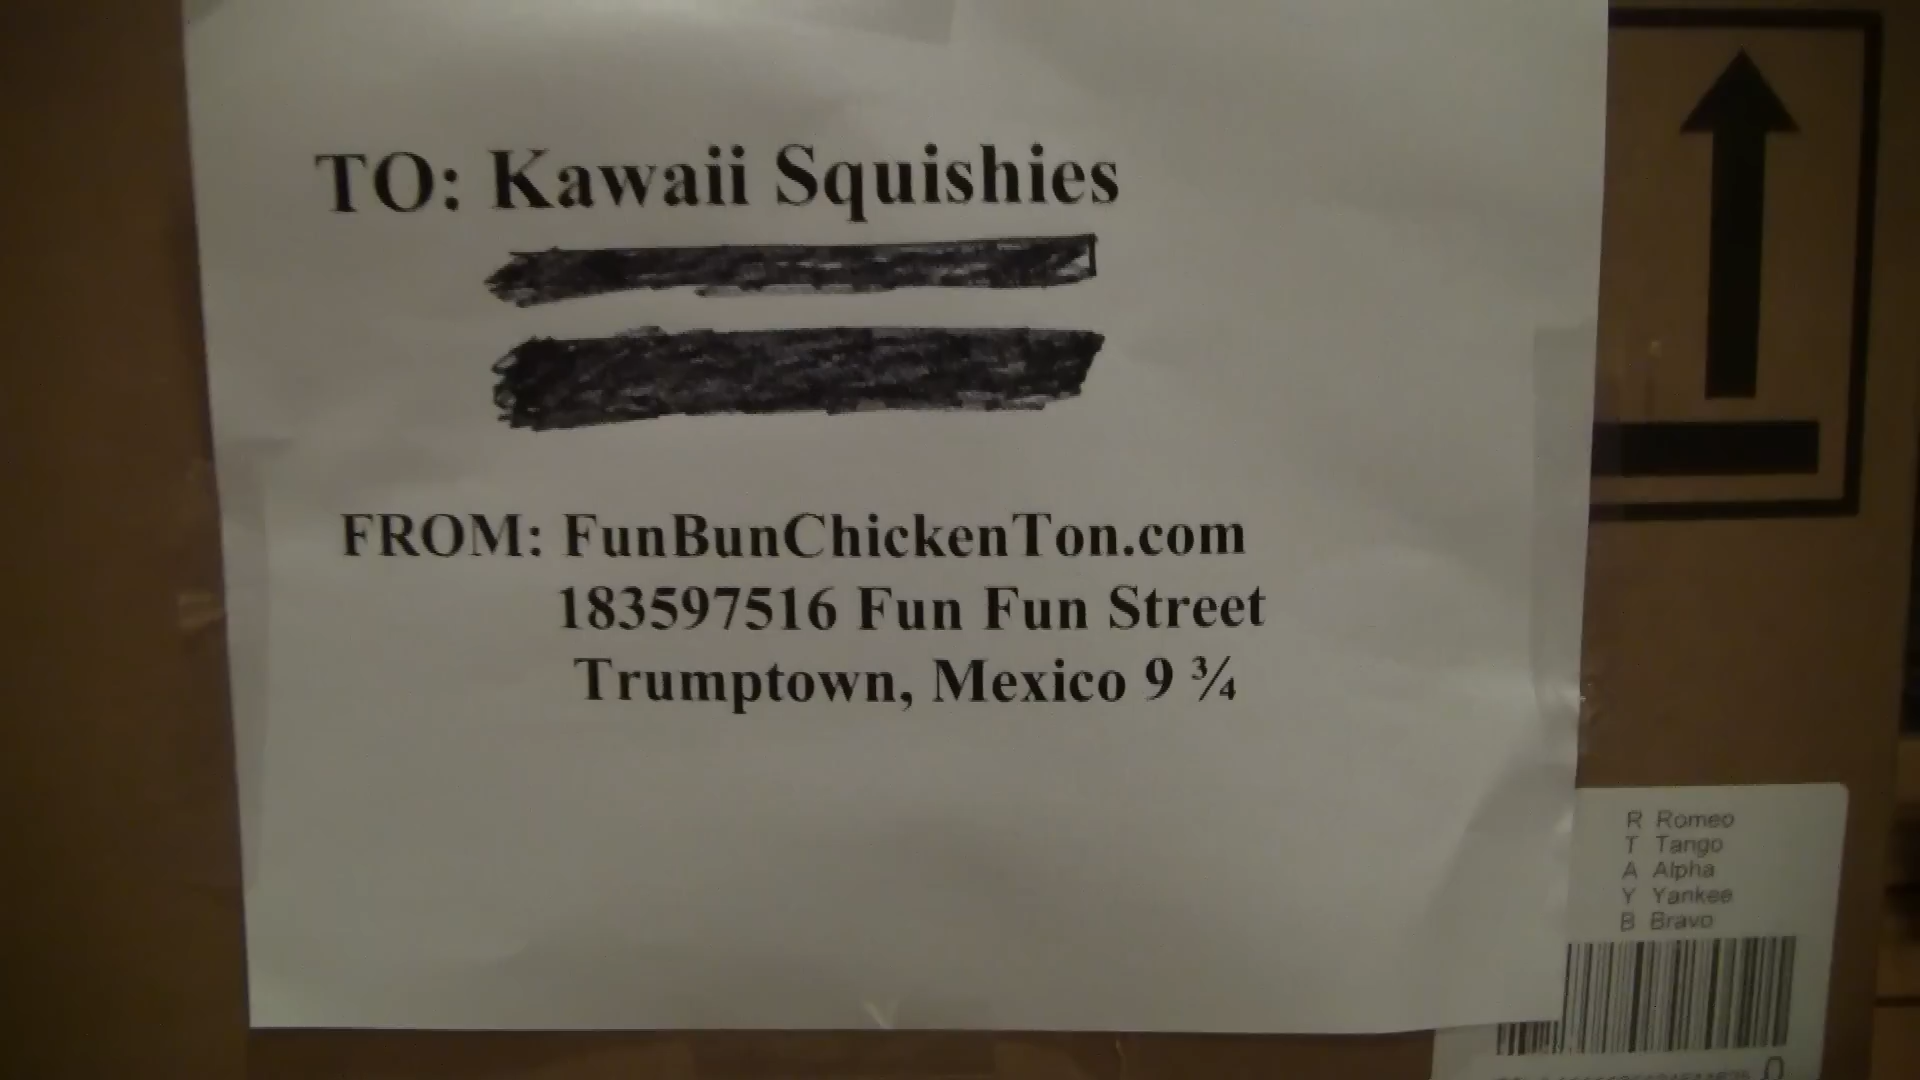 TO: Kawaii Squishies
FROM: FunBunChickenTon.com
183597516 Fun Fun Street
Trumptown, Mexico 9 ¾
R Romeo
T Tango
A Alpha
Y Yankee
B Bravo
0